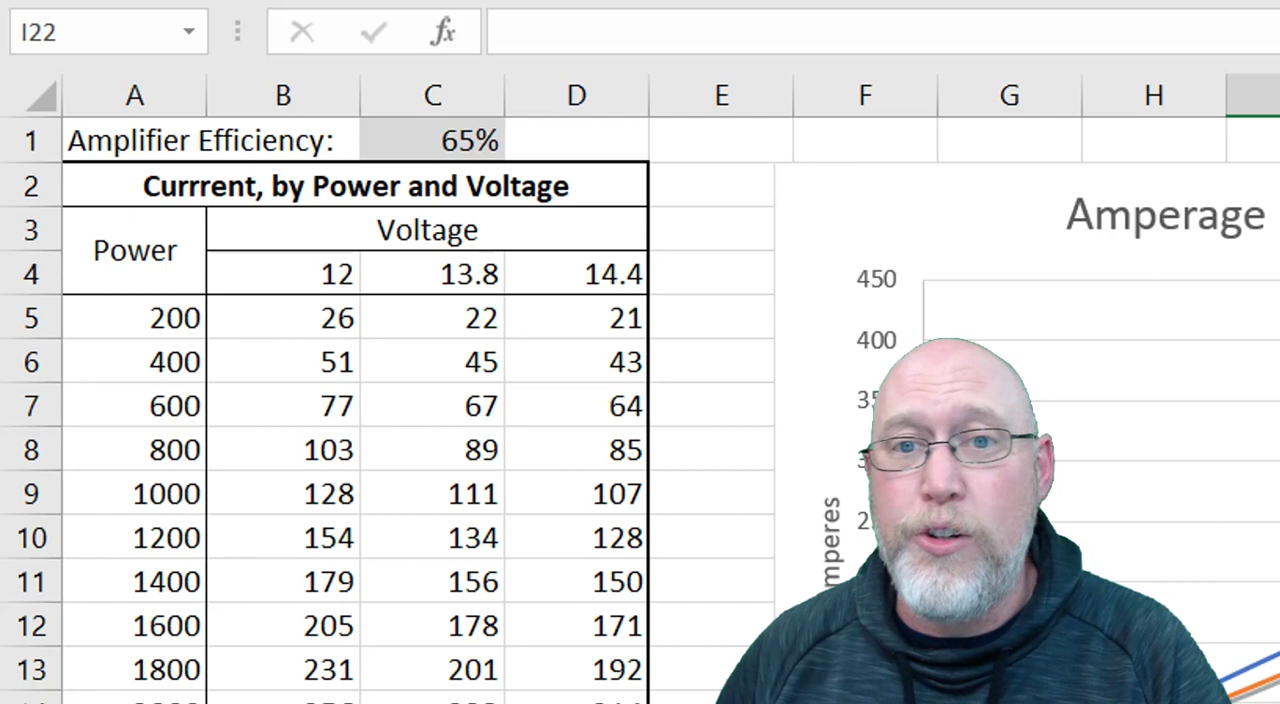 I22 fx
A B C D E F G H
1 Amplifier Efficiency: 65%
2 Currrent, by Power and Voltage
3 Power Voltage
4 12 13.8 14.4
5 200 26 22 21
6 400 51 45 43
7 600 77 67 64
8 800 103 89 85
9 1000 128 111 107
10 1200 154 134 128
11 1400 179 156 150
12 1600 205 178 171
13 1800 231 201 192
Amperage
450
400